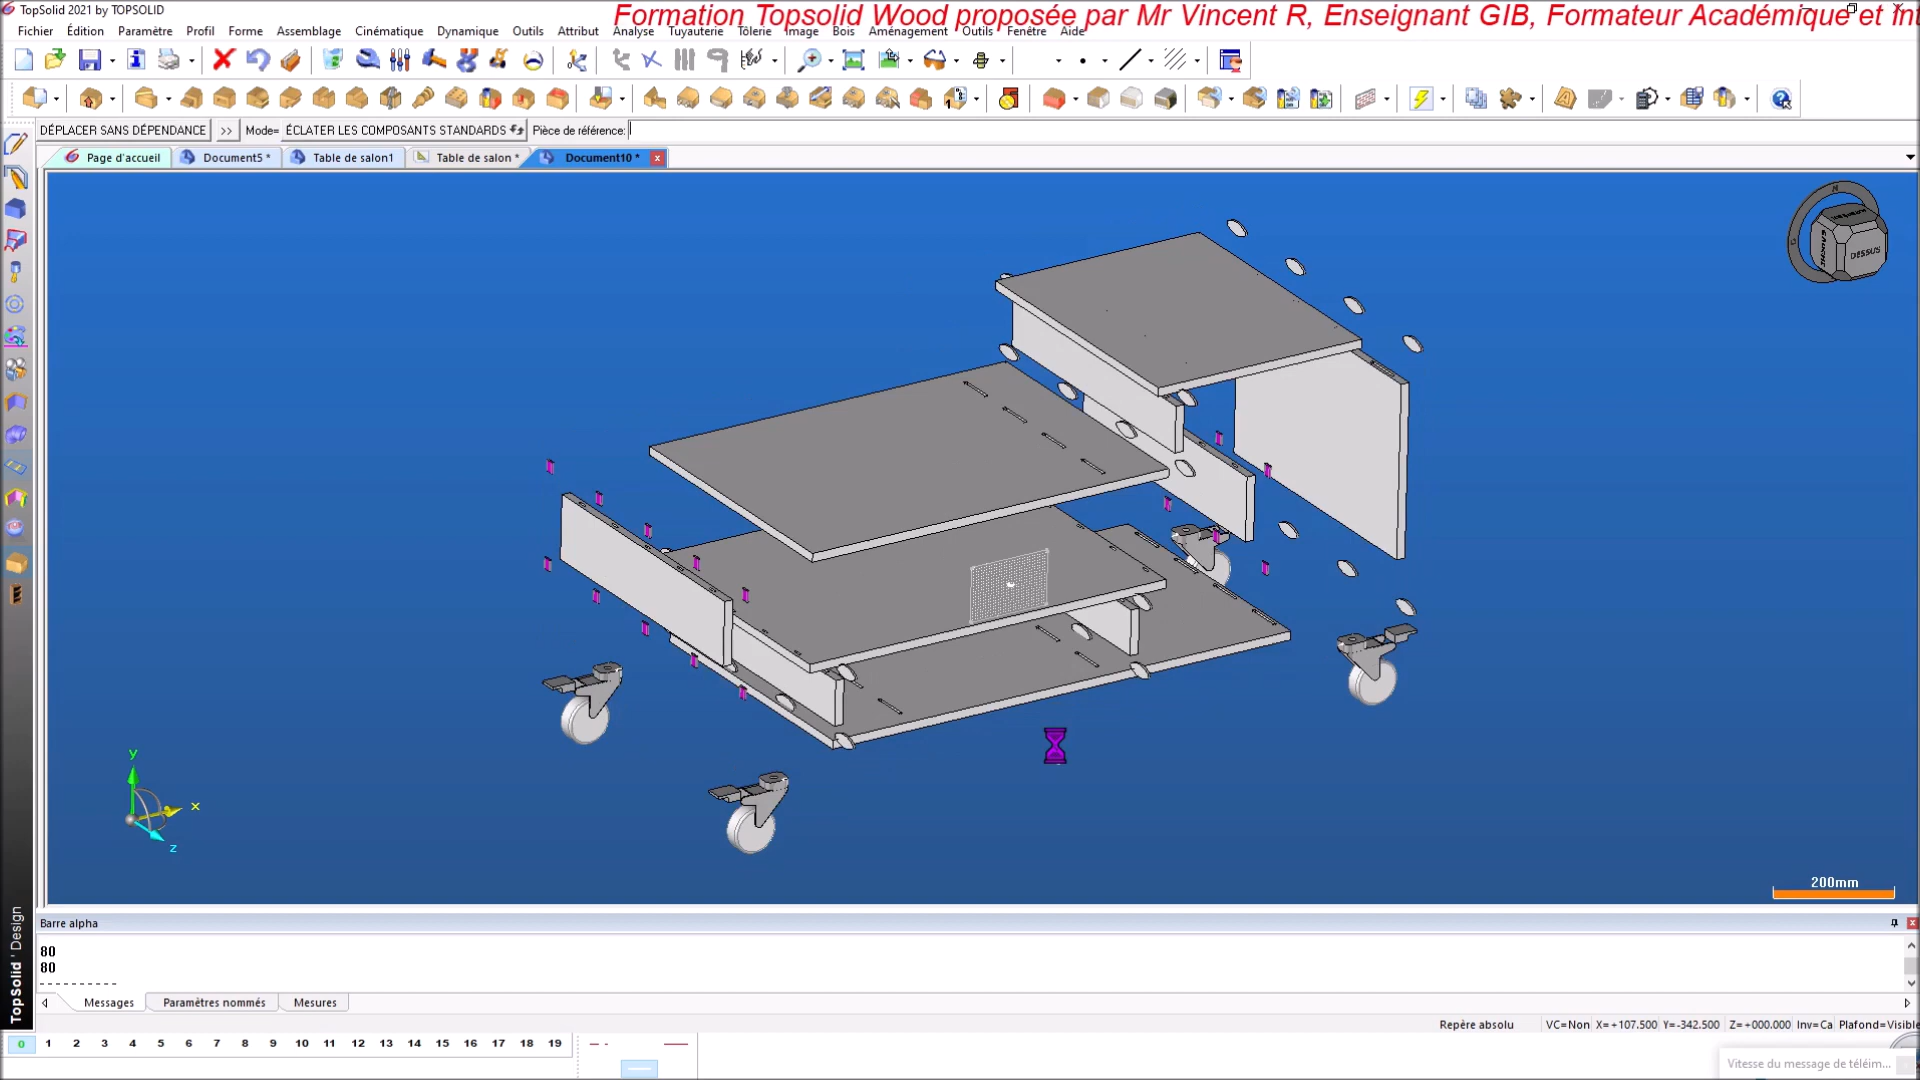 TopSolid 2021 by TOPSOLID
Formation Topsolid Wood proposée par Mr Vincent R, Enseignant GIB, Formateur Académique et In
Fichier Édition Paramètre Profil Forme Assemblage Cinématique Dynamique Outils Attribut Analyse Tuyauterie Tôlerie Image Bois Aménagement Outils Fenêtre Aide
DÉPLACER SANS DÉPENDANCE >> Mode= ÉCLATER LES COMPOSANTS STANDARDS Pièce de référence:
Page d'accueil Document5 * Table de salon1 Table de salon * Document10 * x
DESSUS
y
x
z
200mm
Barre alpha
80
80
------------
Messages Paramètres nommés Mesures
Repère absolu VC=Non X=+107.500 Y=-342.500 Z=+000.000 Inv=Ca Plafond=Visible
0 1 2 3 4 5 6 7 8 9 10 11 12 13 14 15 16 17 18 19
Vitesse du message de téléim...
TopSolid ' Design